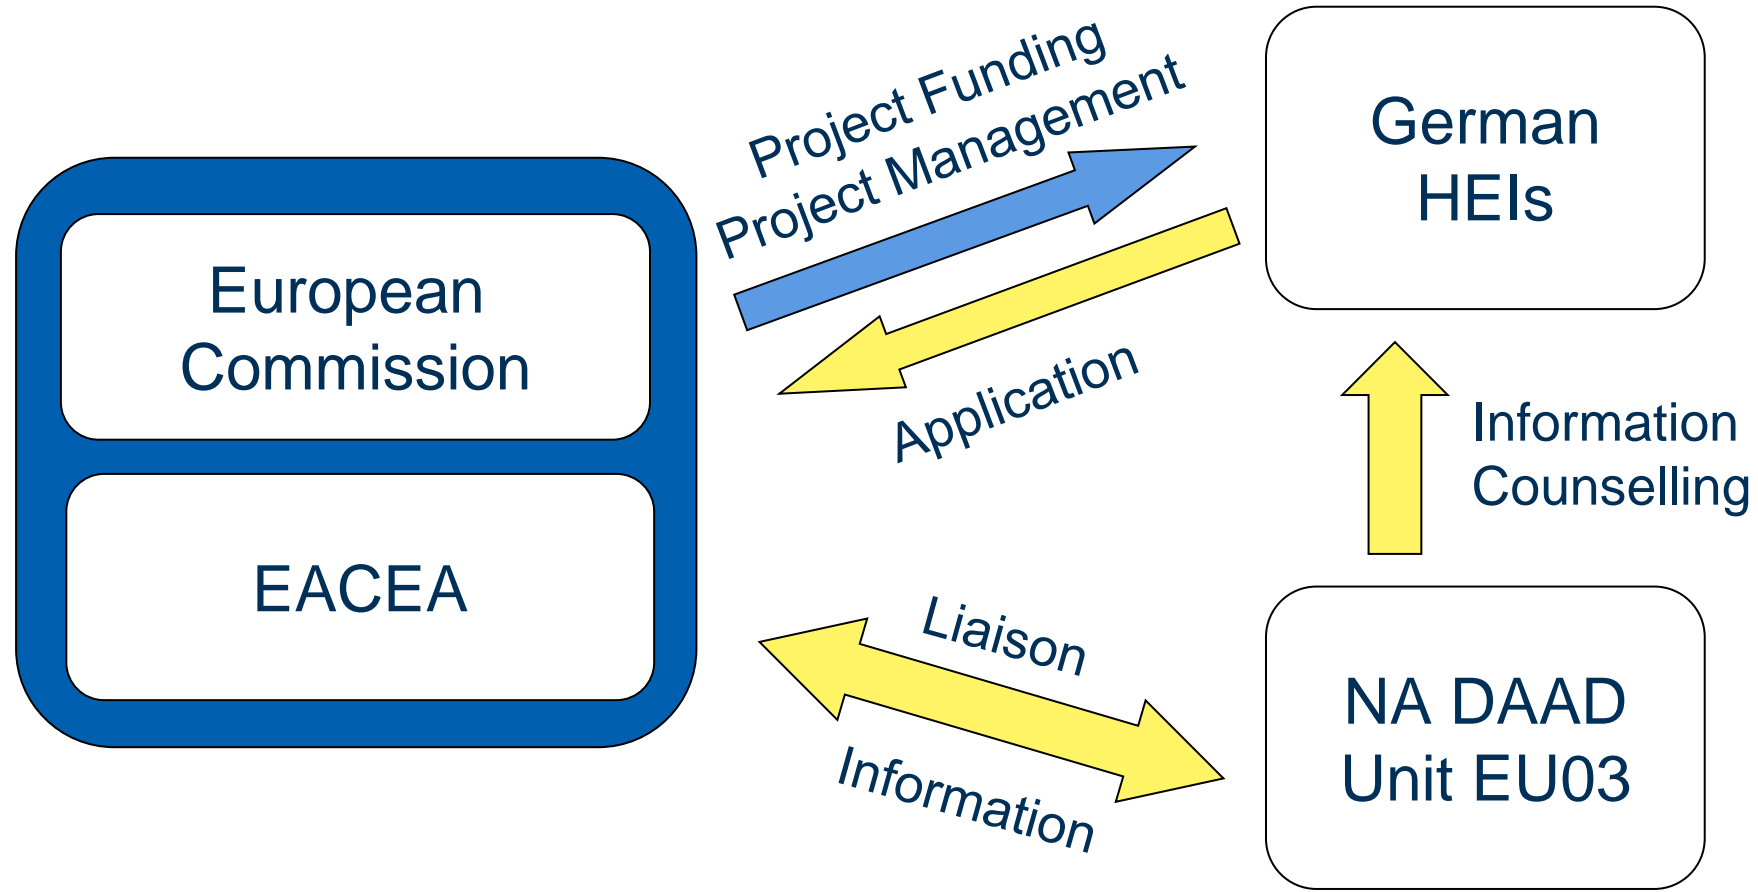 European
Commission
EACEA
Project Funding
Project Management
Application
German
HEIs
Information
Counselling
Liaison
Information
NA DAAD
Unit EU03